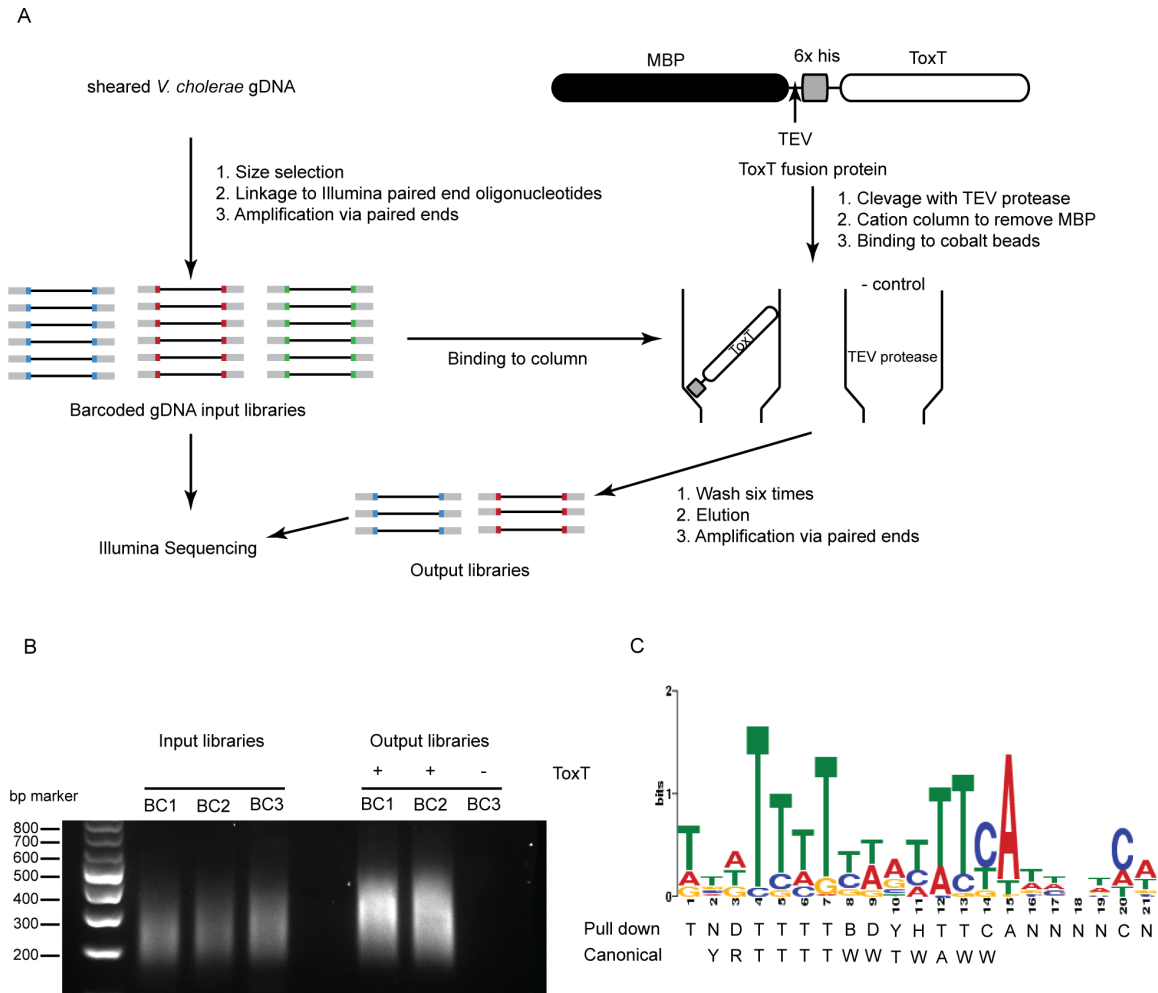 A
sheared V. cholerae gDNA
MBP
6x his
ToxT
TEV
ToxT fusion protein
1. Size selection
2. Linkage to Illumina paired end oligonucleotides
3. Amplification via paired ends
1. Clevage with TEV protease
2. Cation column to remove MBP
3. Binding to cobalt beads
- control
ToxT
TEV protease
Binding to column
Barcoded gDNA input libraries
1. Wash six times
2. Elution
3. Amplification via paired ends
Illumina Sequencing
Output libraries
B
Input libraries
Output libraries
+ + - ToxT
bp marker
BC1 BC2 BC3 BC1 BC2 BC3
800
700
600
500
400
300
200
C
2
1
0
bits
1 2 3 4 5 6 7 8 9 10 11 12 13 14 15 16 17 18 19 20 21
Pull down T N D T T T T B D Y H T T C A N N N N C N
Canonical Y R T T T T W W T W A W W